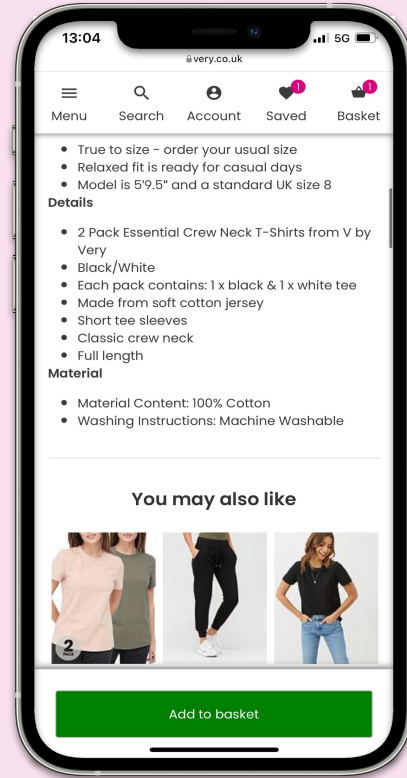 13:04
5G
very.co.uk
1
1
Menu Search Account Saved Basket
True to size - order your usual size
Relaxed fit is ready for casual days
Model is 5'9.5" and a standard UK size 8
Details
2 Pack Essential Crew Neck T-Shirts from V by
Very
Black/White
Each pack contains: 1 x black & 1 x white tee
Made from soft cotton jersey
Short tee sleeves
Classic crew neck
Full length
Material
Material Content: 100% Cotton
Washing Instructions: Machine Washable
You may also like
2
PACK
Add to basket